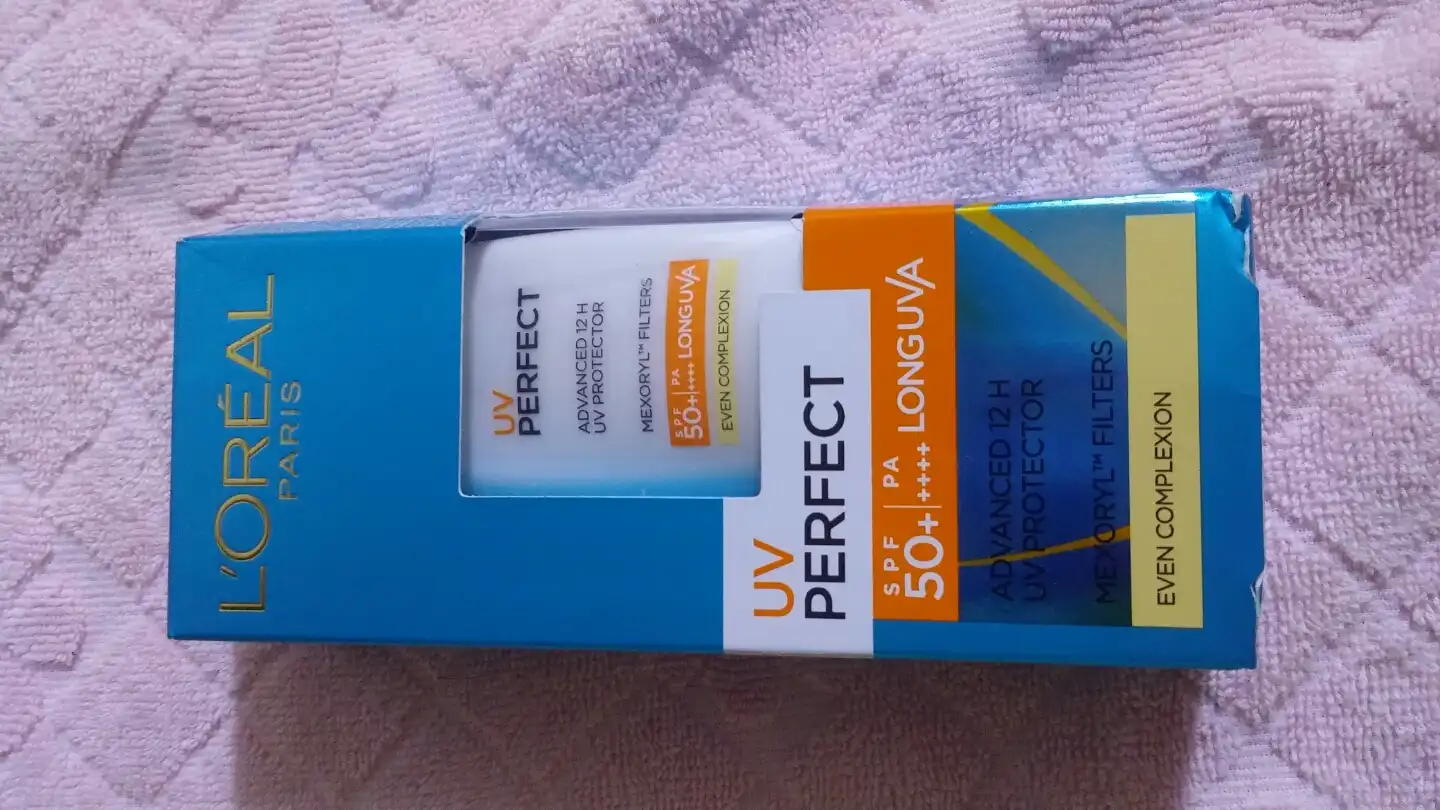 L'ORÉAL
PARIS
UV
PERFECT
ADVANCED 12 H
UV PROTECTOR
MEXORYL™ FILTERS
SPF PA
50+ ++++ LONGUVA
EVEN COMPLEXION
UV
PERFECT
SPF PA
50+ ++++ LONGUVA
ADVANCED 12 H
UV PROTECTOR
MEXORYL™ FILTERS
EVEN COMPLEXION